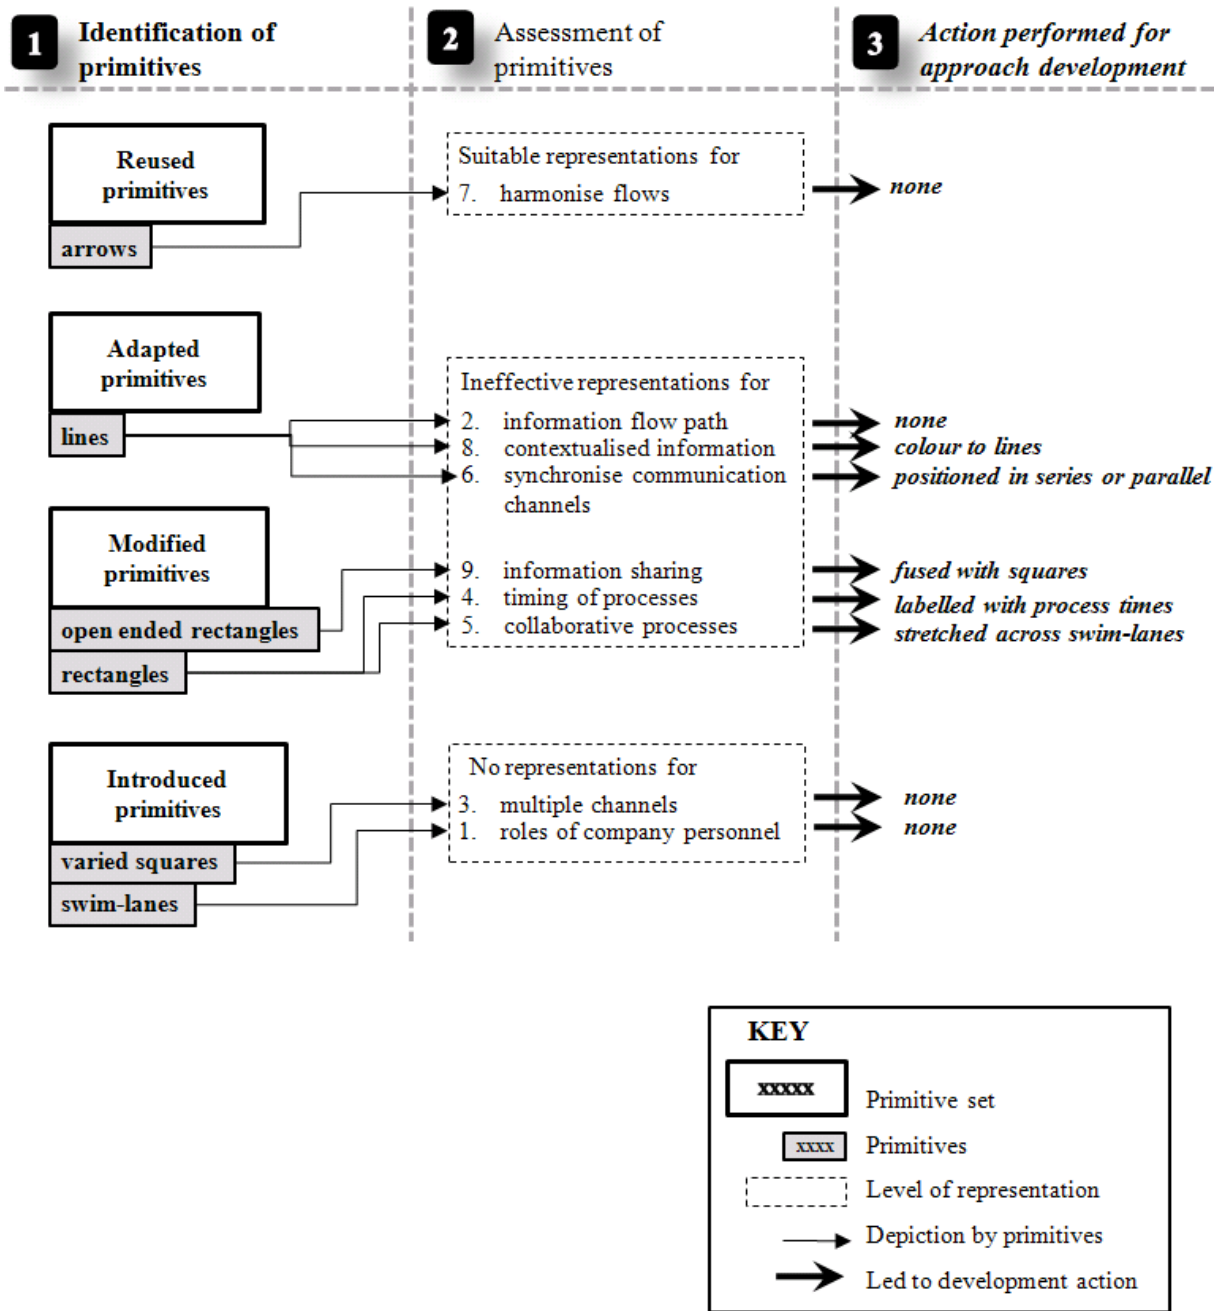 1 Identification of
primitives
2 Assessment of
primitives
3 Action performed for
approach development
Reused
primitives
arrows
Suitable representations for
7. harmonise flows
none
Adapted
primitives
lines
Ineffective representations for
2. information flow path
none
8. contextualised information
colour to lines
6. synchronise communication
channels
positioned in series or parallel
Modified
primitives
open ended rectangles
rectangles
9. information sharing
fused with squares
4. timing of processes
labelled with process times
5. collaborative processes
stretched across swim-lanes
Introduced
primitives
varied squares
swim-lanes
No representations for
3. multiple channels
none
1. roles of company personnel
none
KEY
xxxxx
Primitive set
xxxx
Primitives
Level of representation
Depiction by primitives
Led to development action